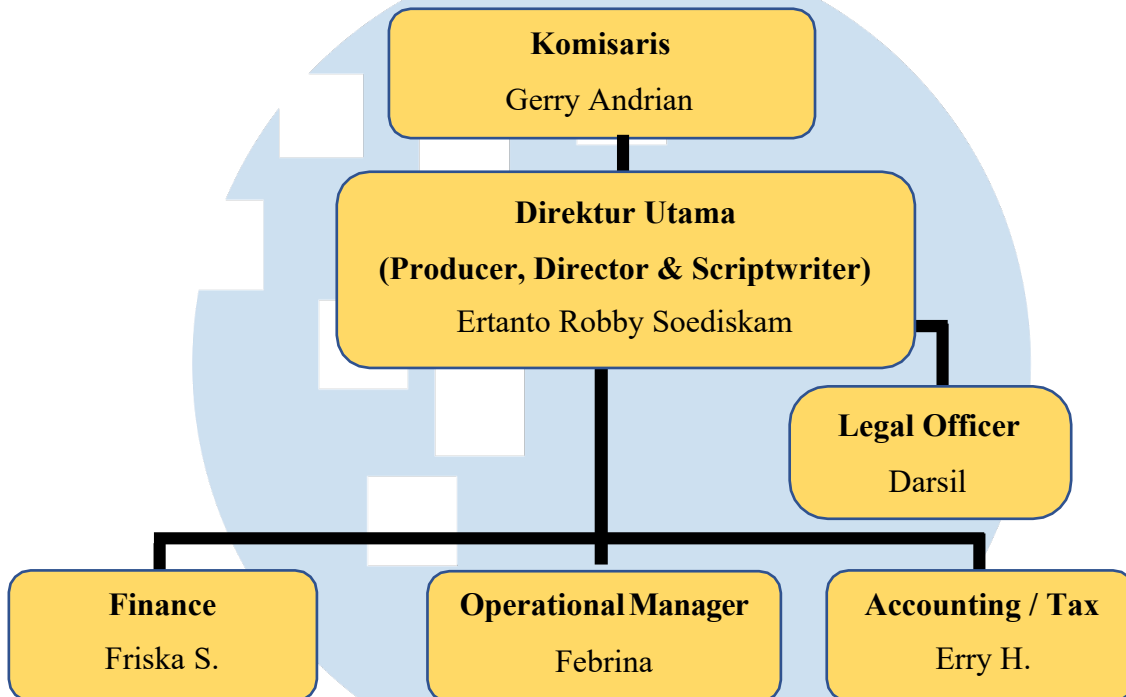 Komisaris
Gerry Andrian
Direktur Utama
(Producer, Director & Scriptwriter)
Ertanto Robby Soediskam
Legal Officer
Darsil
Finance
Friska S.
Operational Manager
Febrina
Accounting / Tax
Erry H.